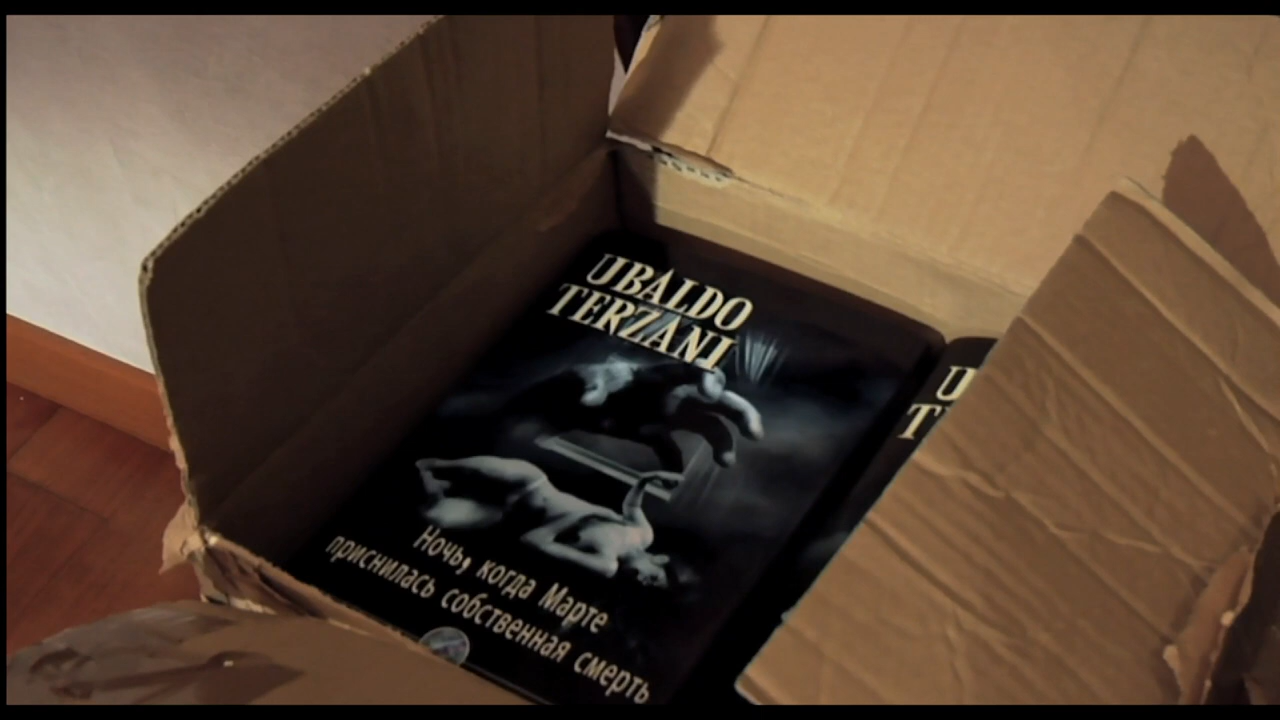 UBALDO
TERZANI
Ночь, когда Марте
приснилась собственная смерть
U
T